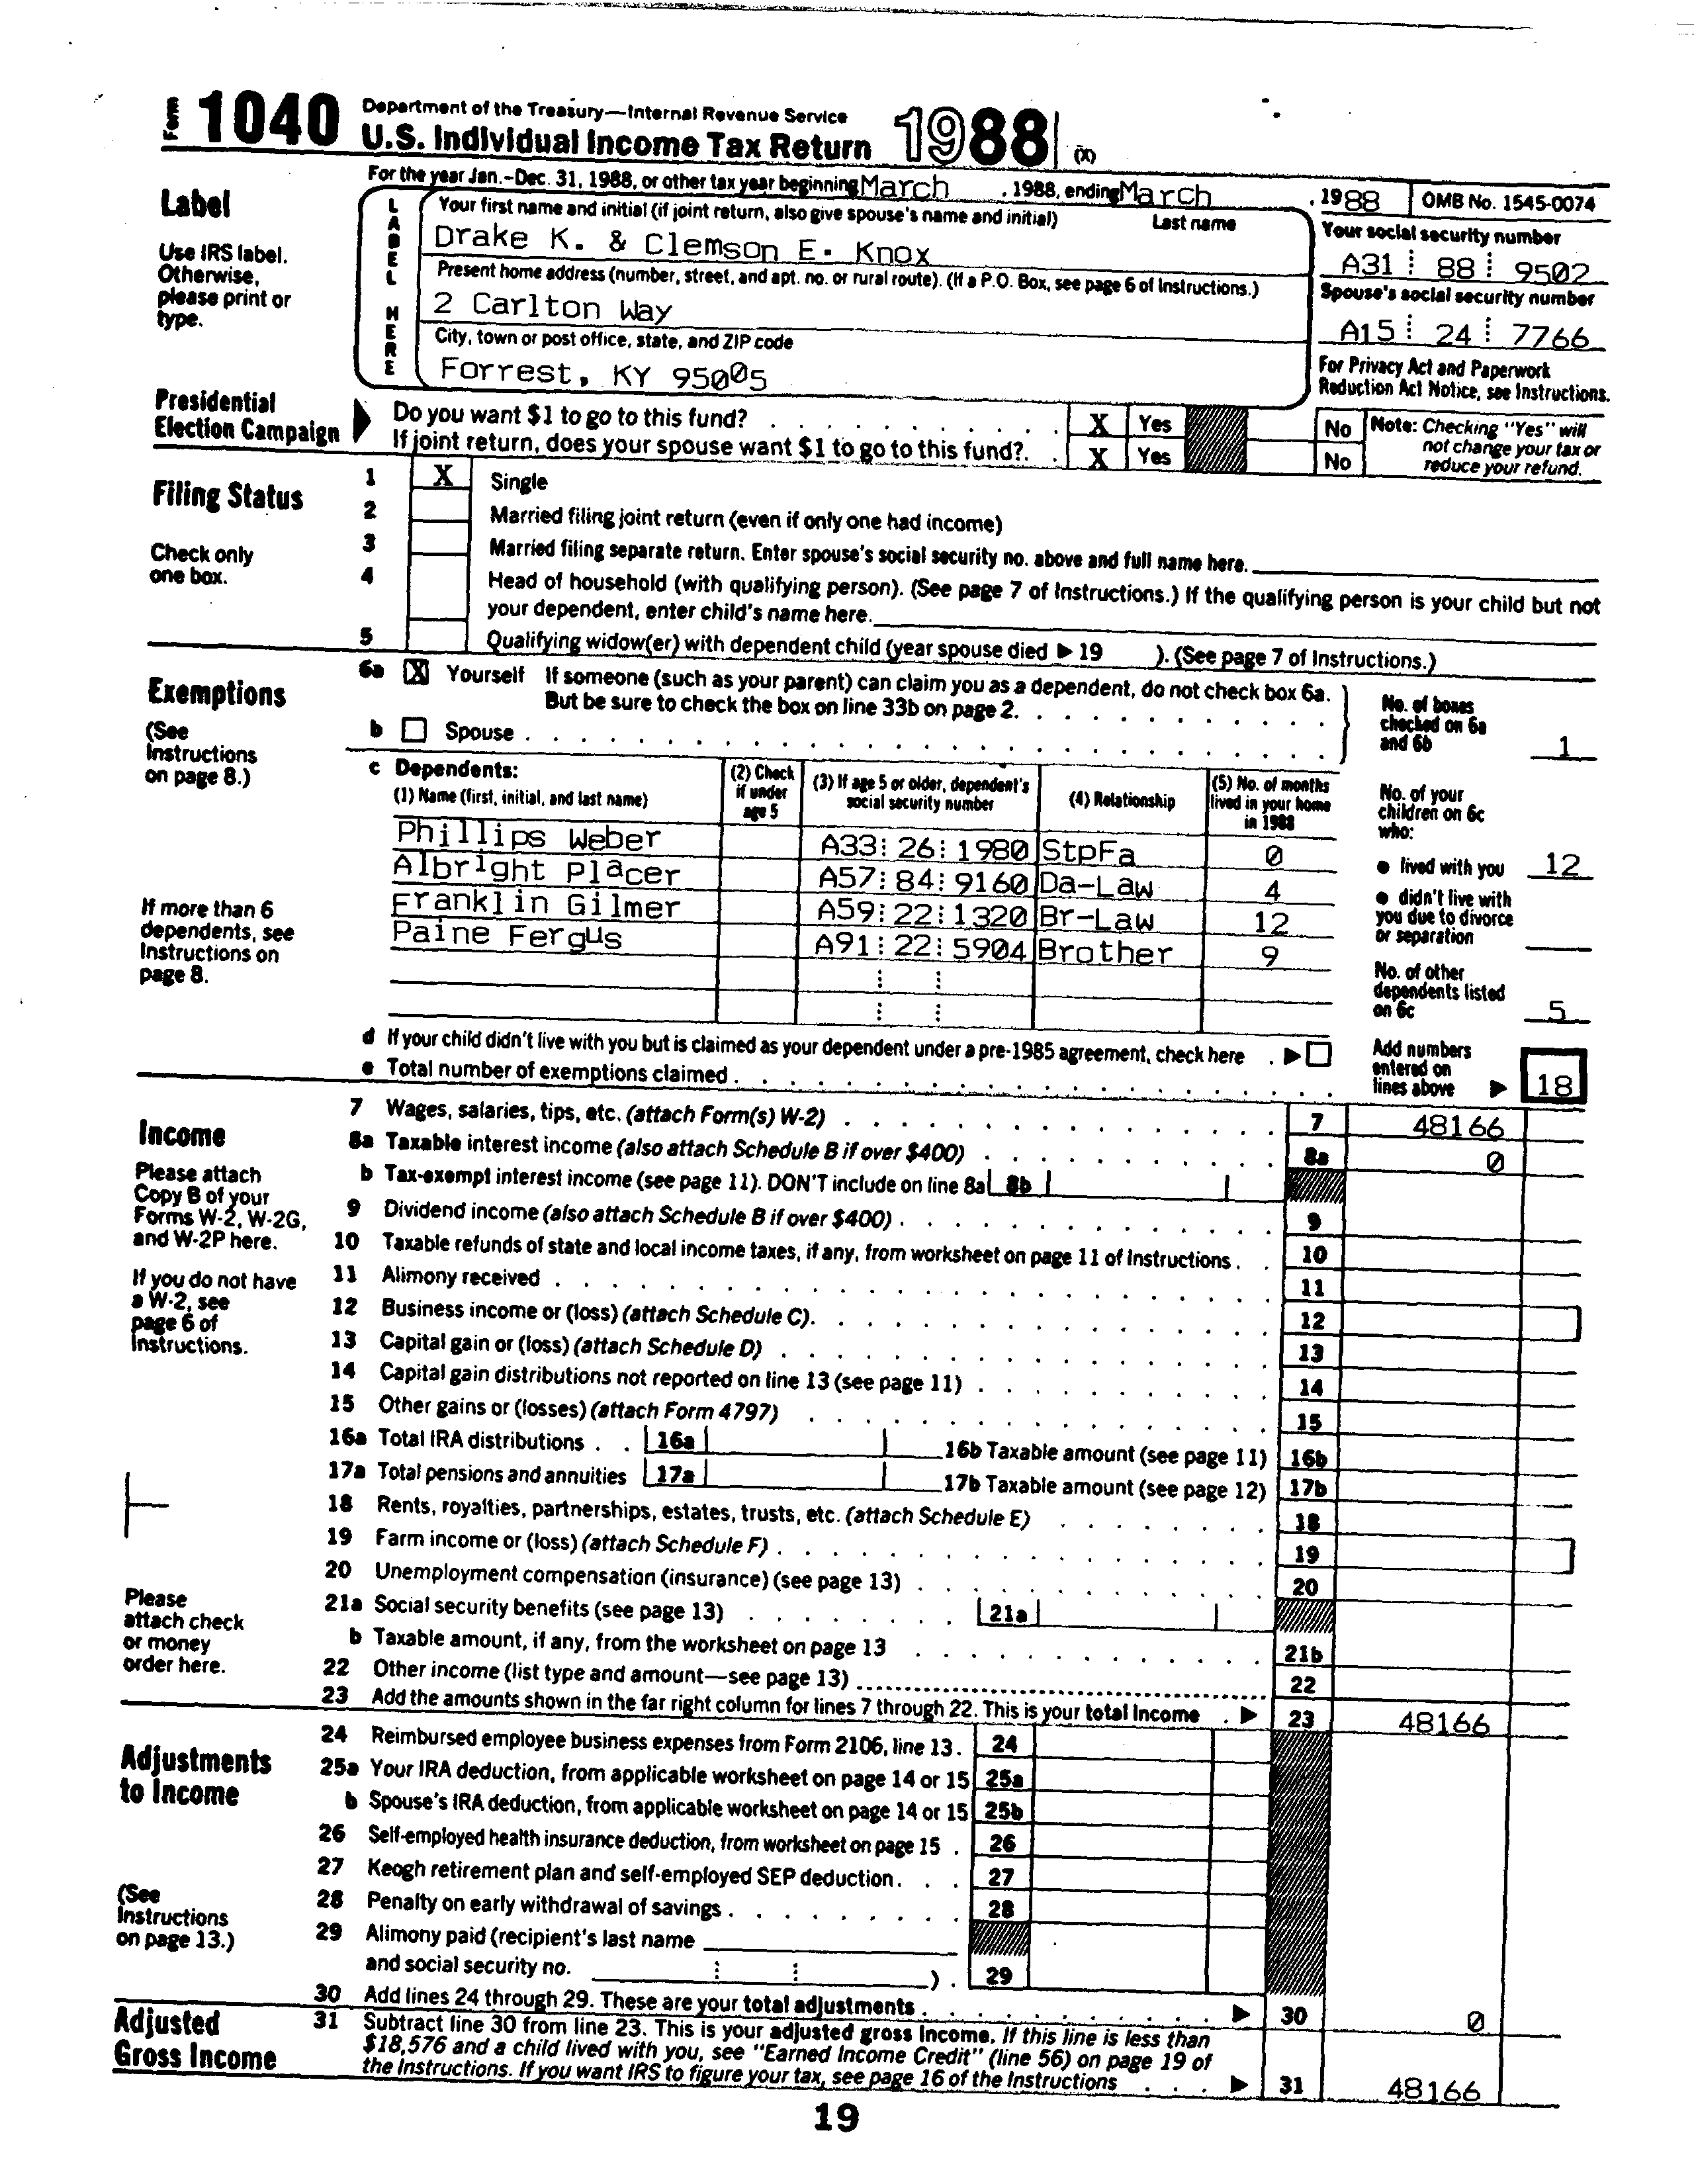 Form 1040 Department of the Treasury—Internal Revenue Service
U.S. Individual Income Tax Return 1988 (X)
For the year Jan.-Dec. 31, 1988, or other tax year beginning March , 1988, ending March , 1988 OMB No. 1545-0074
Label
Use IRS label.
Otherwise,
please print or
type.
LABEL HERE
Your first name and initial (if joint return, also give spouse's name and initial) Last name
Drake K. & Clemson E. Knox
Present home address (number, street, and apt. no. or rural route). (If a P.O. Box, see page 6 of Instructions.)
2 Carlton Way
City, town or post office, state, and ZIP code
Forrest, KY 95005
Your social security number
A31 88 9502
Spouse's social security number
A15 24 7766
For Privacy Act and Paperwork
Reduction Act Notice, see Instructions.
Presidential
Election Campaign
Do you want $1 to go to this fund? X Yes No
If joint return, does your spouse want $1 to go to this fund?. X Yes No
Note: Checking "Yes" will
not change your tax or
reduce your refund.
Filing Status
Check only
one box.
1 X Single
2 Married filing joint return (even if only one had income)
3 Married filing separate return. Enter spouse's social security no. above and full name here.
4 Head of household (with qualifying person). (See page 7 of Instructions.) If the qualifying person is your child but not
your dependent, enter child's name here.
5 Qualifying widow(er) with dependent child (year spouse died ▶ 19 ). (See page 7 of Instructions.)
Exemptions
(See
Instructions
on page 8.)
6a X Yourself If someone (such as your parent) can claim you as a dependent, do not check box 6a.
But be sure to check the box on line 33b on page 2.
b Spouse
No. of boxes
checked on 6a
and 6b 1
c Dependents:
(1) Name (first, initial, and last name)
(2) Check
if under
age 5
(3) If age 5 or older, dependent's
social security number
(4) Relationship
(5) No. of months
lived in your home
in 1988
Phillips Weber A33 26 1980 StpFa 0
Albright Placer A57 84 9160 Da-Law 4
Franklin Gilmer A59 22 1320 Br-Law 12
Paine Fergus A91 22 5904 Brother 9
If more than 6
dependents, see
Instructions on
page 8.
No. of your
children on 6c
who:
● lived with you 12
● didn't live with
you due to divorce
or separation
No. of other
dependents listed
on 6c 5
d If your child didn't live with you but is claimed as your dependent under a pre-1985 agreement, check here . ▶
e Total number of exemptions claimed
Add numbers
entered on
lines above ▶ 18
Income
Please attach
Copy B of your
Forms W-2, W-2G,
and W-2P here.
If you do not have
a W-2, see
page 6 of
Instructions.
Please
attach check
or money
order here.
7 Wages, salaries, tips, etc. (attach Form(s) W-2) 7 48166
8a Taxable interest income (also attach Schedule B if over $400) 8a 0
b Tax-exempt interest income (see page 11). DON'T include on line 8a 8b
9 Dividend income (also attach Schedule B if over $400) 9
10 Taxable refunds of state and local income taxes, if any, from worksheet on page 11 of Instructions 10
11 Alimony received 11
12 Business income or (loss) (attach Schedule C). 12
13 Capital gain or (loss) (attach Schedule D) 13
14 Capital gain distributions not reported on line 13 (see page 11) 14
15 Other gains or (losses) (attach Form 4797) 15
16a Total IRA distributions 16a 16b Taxable amount (see page 11) 16b
17a Total pensions and annuities 17a 17b Taxable amount (see page 12) 17b
18 Rents, royalties, partnerships, estates, trusts, etc. (attach Schedule E) 18
19 Farm income or (loss) (attach Schedule F) 19
20 Unemployment compensation (insurance) (see page 13) 20
21a Social security benefits (see page 13) 21a
b Taxable amount, if any, from the worksheet on page 13 21b
22 Other income (list type and amount—see page 13) 22
23 Add the amounts shown in the far right column for lines 7 through 22. This is your total income ▶ 23 48166
Adjustments
to Income
(See
Instructions
on page 13.)
24 Reimbursed employee business expenses from Form 2106, line 13. 24
25a Your IRA deduction, from applicable worksheet on page 14 or 15 25a
b Spouse's IRA deduction, from applicable worksheet on page 14 or 15 25b
26 Self-employed health insurance deduction, from worksheet on page 15 26
27 Keogh retirement plan and self-employed SEP deduction 27
28 Penalty on early withdrawal of savings 28
29 Alimony paid (recipient's last name
and social security no. ). 29
30 Add lines 24 through 29. These are your total adjustments ▶ 30 0
Adjusted
Gross Income
31 Subtract line 30 from line 23. This is your adjusted gross income. If this line is less than
$18,576 and a child lived with you, see "Earned Income Credit" (line 56) on page 19 of
the Instructions. If you want IRS to figure your tax, see page 16 of the Instructions ▶ 31 48166
19